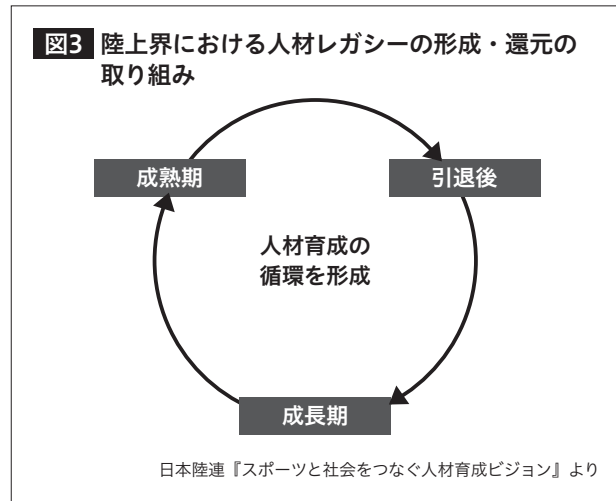 図3 陸上界における人材レガシーの形成・還元の
取り組み
成熟期
引退後
人材育成の
循環を形成
成長期
日本陸連『スポーツと社会をつなぐ人材育成ビジョン』より